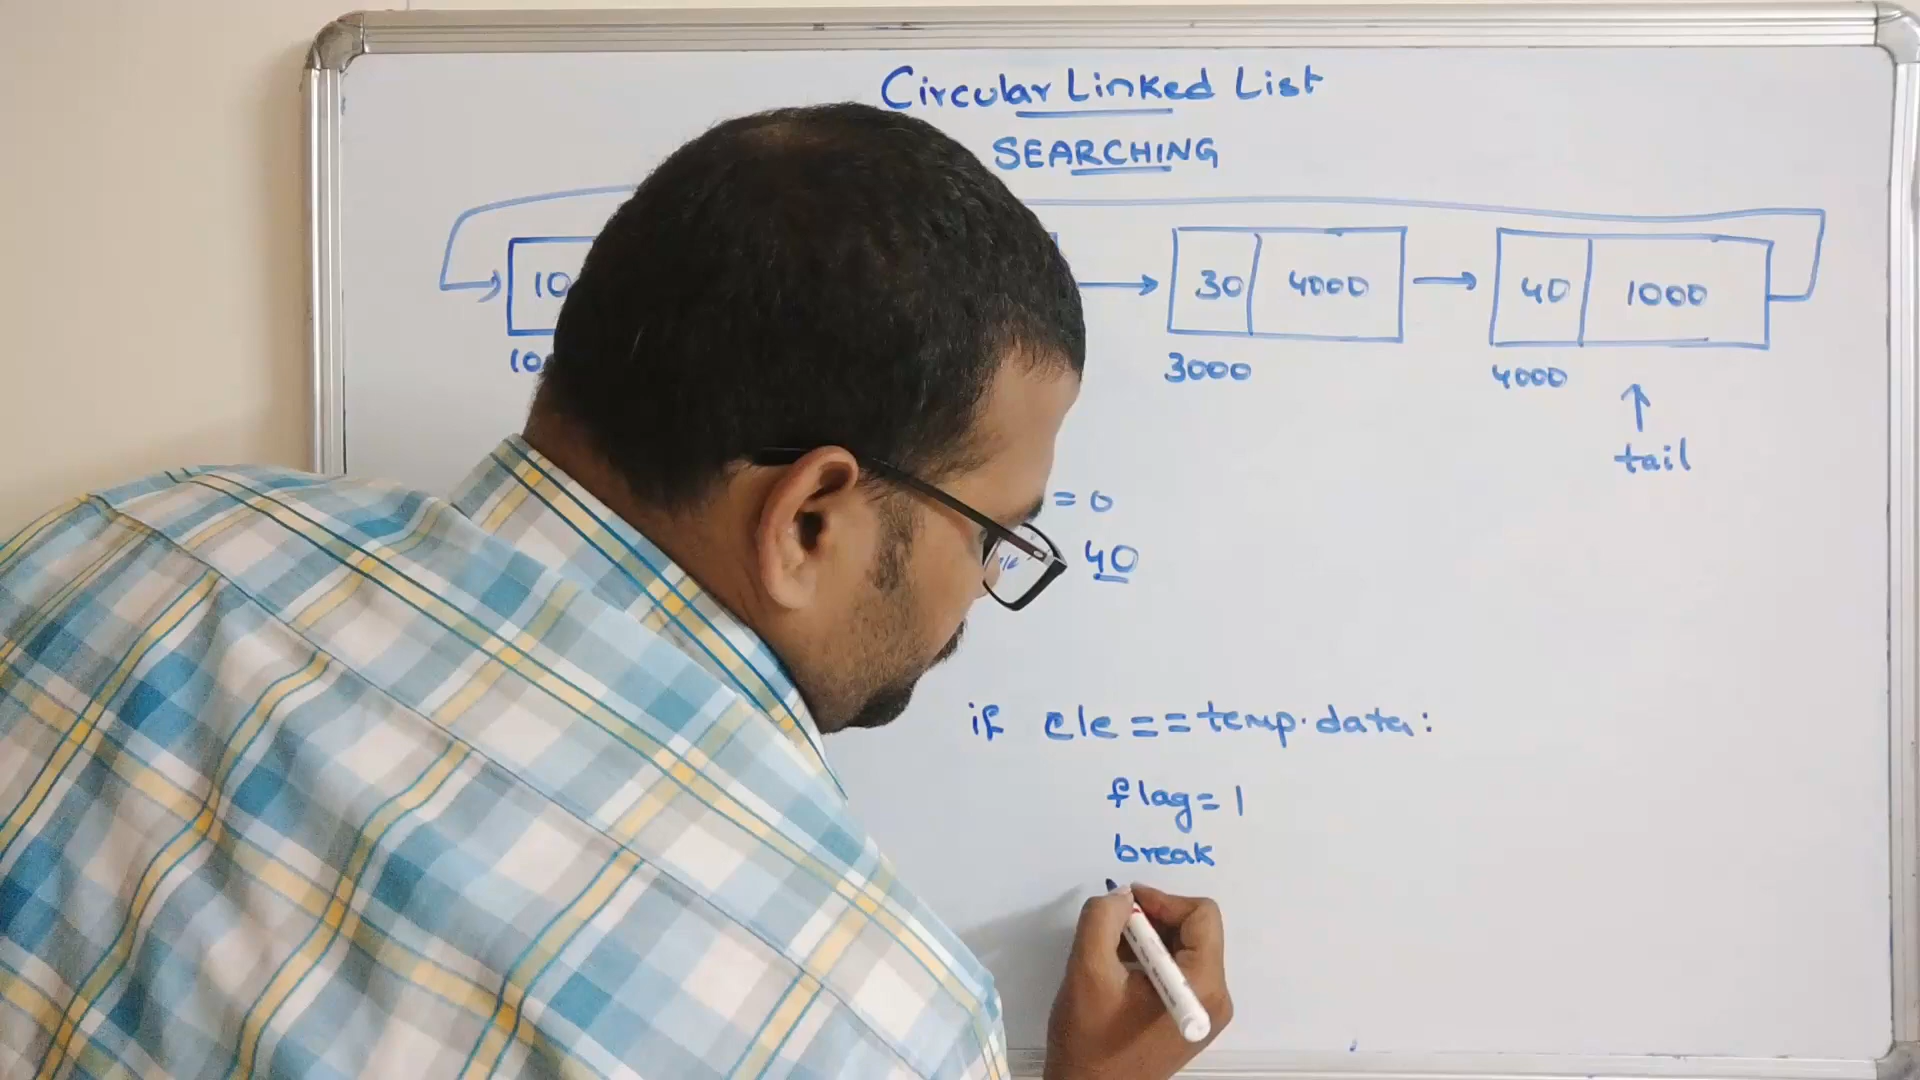 Circular Linked List
SEARCHING
10 30 4000 40 1000
3000 4000
tail
= 0
40
if ele == temp.data:
flag = 1
break